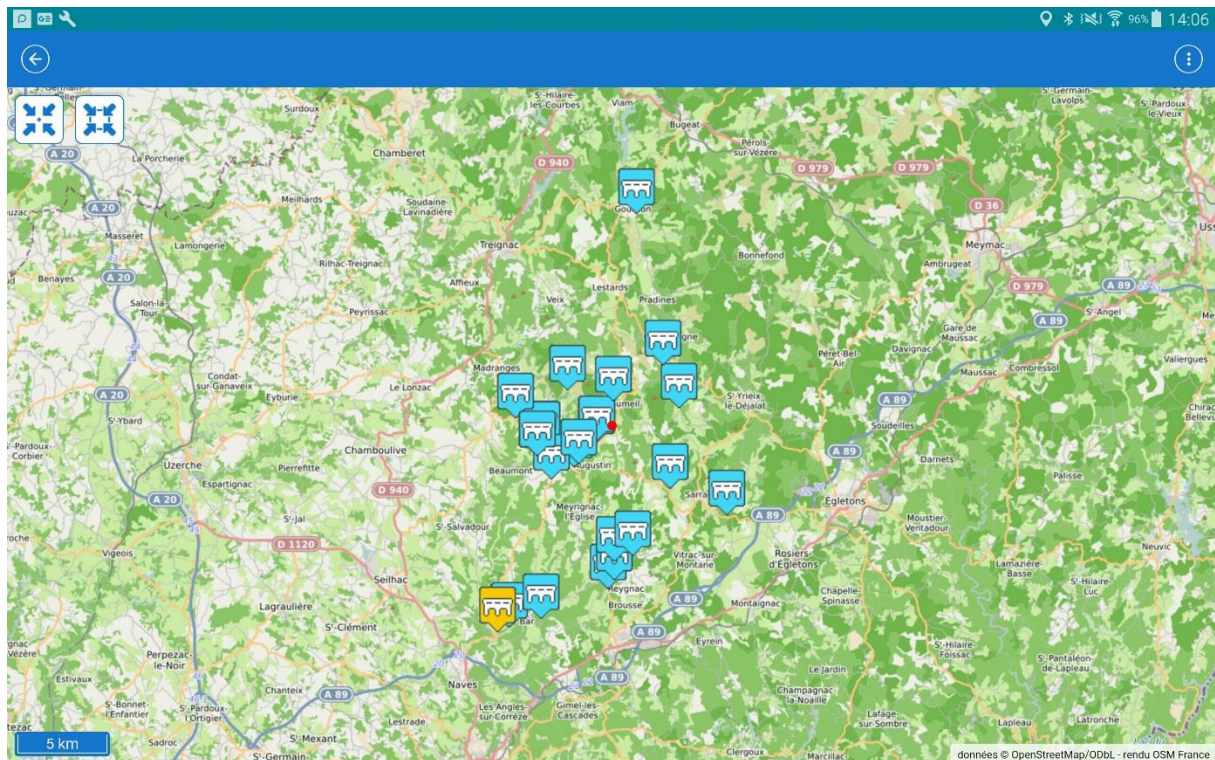 96% 14:06
Surdoux
S^t-Hilaire-
les-Courbes
Viam
S^t-Germain-
Lavolps
S^t-Pardoux-
le-Vieux
Bugeat
A 20
La Porcherie
Chamberet
D 940
Pérols-
sur-Vézère
D 979
D 979
Meilhards
Soudaine-
Lavinadière
D 36
A 20
Masseret
Lamongerie
Treignac
Meymac
Rilhac-Treignac
Bonnefond
Ambrugeat
Benayes
A 20
Affieux
Lestards
D 979
A 89
Salon-la-
Tour
Peyrissac
Veix
Pradines
A 89
S^t-Angel
Gare de
Maussac
Condat-
sur-Ganaveix
Madranges
Péret-Bel-
Air
Davignac
Maussac
Combressol
Valiergues
A 20
Eyburie
Le Lonzac
S^t-Yrieix-
le-Déjalat
A 89
S^t-Ybard
Soudeilles
S^t-Pardoux-
Corbier
Chamboulive
A 89
Uzerche
Pierrefitte
Beaumont
Augustin
Darnets
Palisse
Espartignac
D 940
A 20
Meyrignac-
l'Église
A 89
Égletons
S^t-Jal
S^t-Salvadour
Moustier-
Ventadour
D 1120
Vigeois
Vitrac-sur-
Montane
Rosiers
d'Égletons
Neuvic
Lamazière-
Basse
Seilhac
S^t-Hilaire
Luc
Lagraulière
Brousse
A 89
Montaignac
Chapelle-
Spinasse
S^t-Clément
Bar
A 89
Eyrein
S^t-Hilaire-
Foissac
Perpezac-
le-Noir
Le Jardin
S^t-Pantaléon-
de-Lapleau
Estivaux
Chanteix
A 89
Naves
A 89
Champagnac-
la-Noaille
S^t-Bonnet-
l'Enfantier
S^t-Pardoux-
l'Ortigier
Lestrade
Les Angles-
sur-Corrèze
Gimel-les-
Cascades
Lafage-
sur-Sombre
Lapleau
Latronche
5 km
Sadroc
S^t-Mexant
S^t-Germain-
Clergoux
Marcillac-
données © OpenStreetMap/ODbL - rendu OSM France